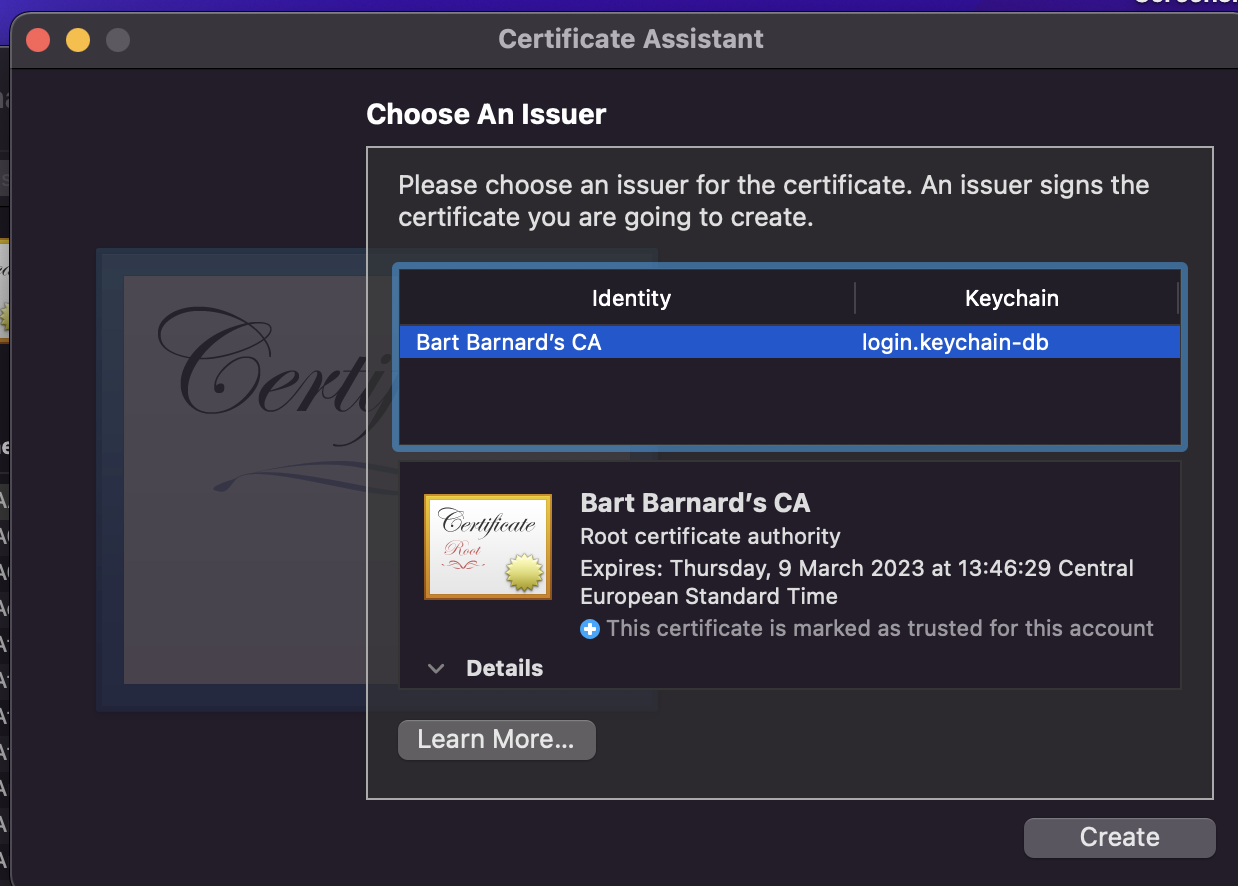 Certificate Assistant
Choose An Issuer
Please choose an issuer for the certificate. An issuer signs the
certificate you are going to create.
Identity Keychain
Bart Barnard’s CA login.keychain-db
Certificate
Root
Bart Barnard’s CA
Root certificate authority
Expires: Thursday, 9 March 2023 at 13:46:29 Central
European Standard Time
This certificate is marked as trusted for this account
Details
Learn More...
Create